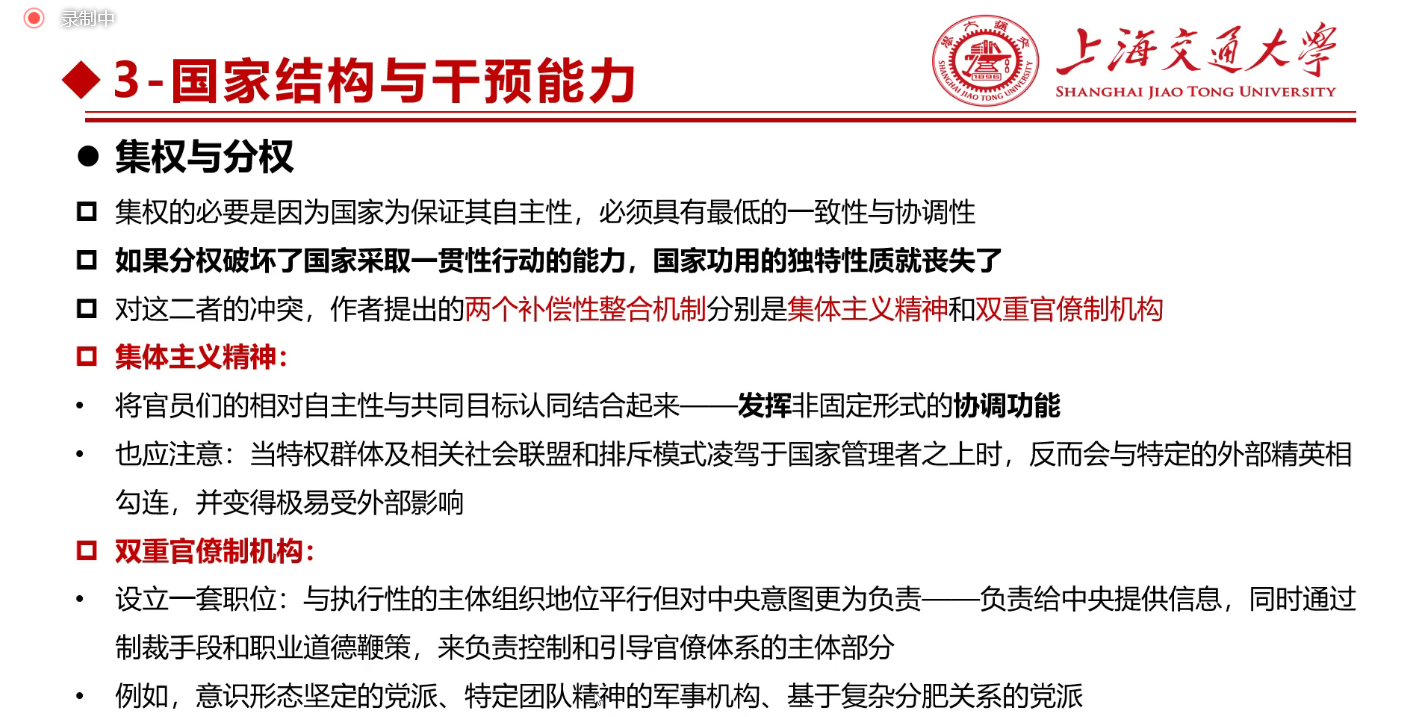 录制中
上海交通大学
SHANGHAI JIAO TONG UNIVERSITY
SHANGHAI JIAO TONG UNIVERSITY
1896
3-国家结构与干预能力
集权与分权
集权的必要是因为国家为保证其自主性，必须具有最低的一致性与协调性
如果分权破坏了国家采取一贯性行动的能力，国家功用的独特性质就丧失了
对这二者的冲突，作者提出的两个补偿性整合机制分别是集体主义精神和双重官僚制机构
集体主义精神：
将官员们的相对自主性与共同目标认同结合起来——发挥非固定形式的协调功能
也应注意：当特权群体及相关社会联盟和排斥模式凌驾于国家管理者之上时，反而会与特定的外部精英相
勾连，并变得极易受外部影响
双重官僚制机构：
设立一套职位：与执行性的主体组织地位平行但对中央意图更为负责——负责给中央提供信息，同时通过
制裁手段和职业道德鞭策，来负责控制和引导官僚体系的主体部分
例如，意识形态坚定的党派、特定团队精神的军事机构、基于复杂分肥关系的党派